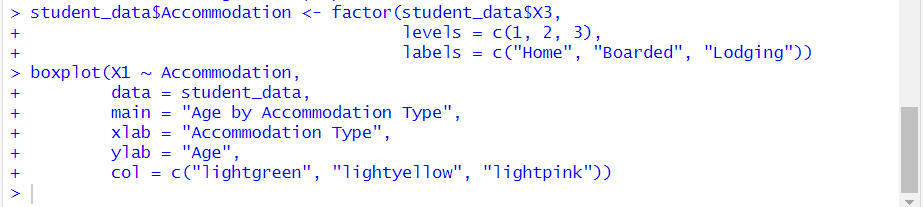 > student_data$Accommodation <- factor(student_data$X3,
+                                      levels = c(1, 2, 3),
+                                      labels = c("Home", "Boarded", "Lodging"))
> boxplot(X1 ~ Accommodation,
+         data = student_data,
+         main = "Age by Accommodation Type",
+         xlab = "Accommodation Type",
+         ylab = "Age",
+         col = c("lightgreen", "lightyellow", "lightpink"))
>